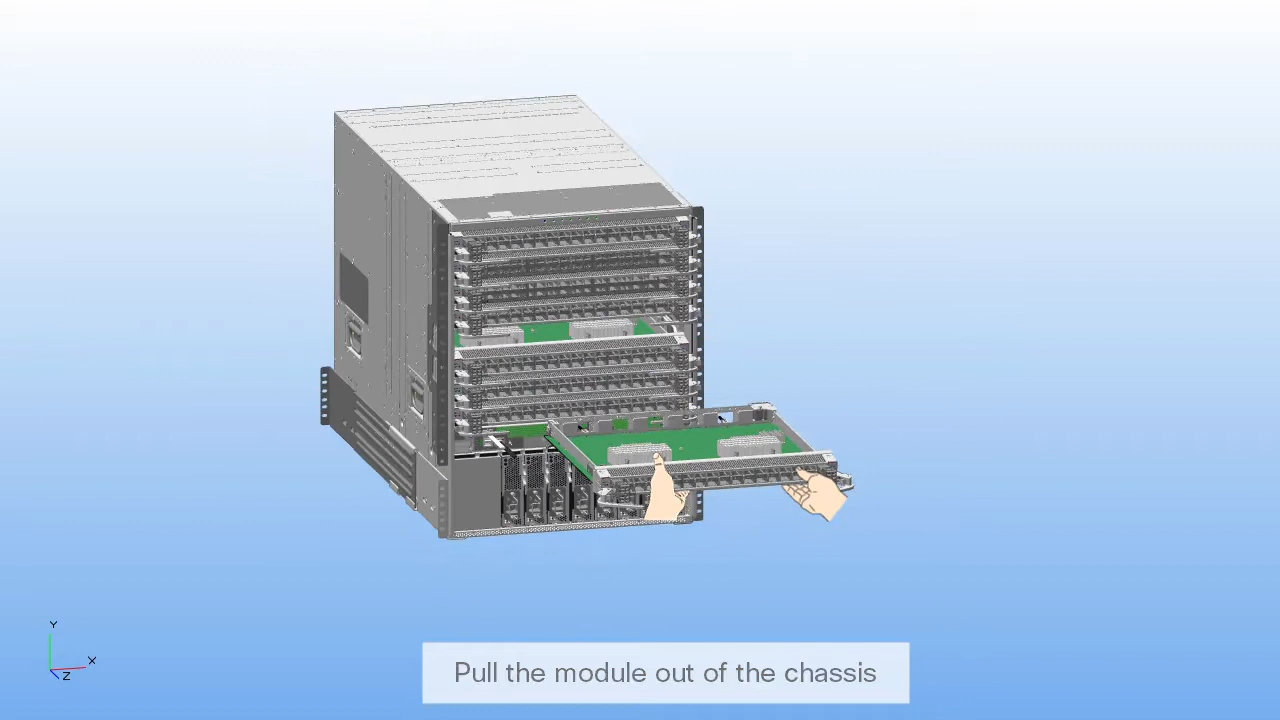 Y
X
Z
Pull the module out of the chassis